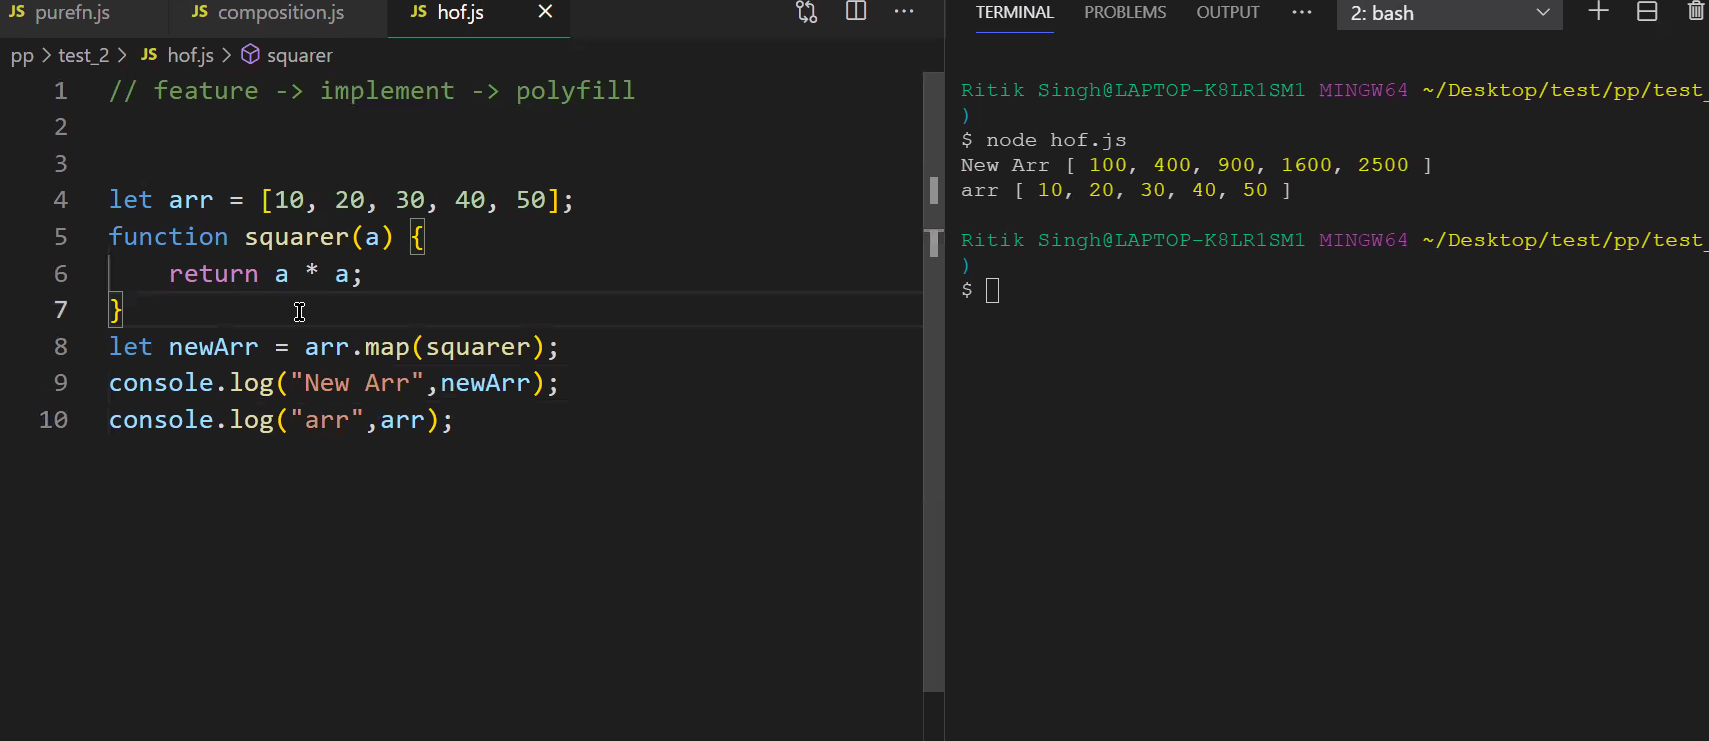 JS purefn.js JS composition.js JS hof.js
pp > test_2 > JS hof.js > squarer
1 // feature -> implement -> polyfill
2
3
4 let arr = [10, 20, 30, 40, 50];
5 function squarer(a) {
6 return a * a;
7 }
8 let newArr = arr.map(squarer);
9 console.log("New Arr",newArr);
10 console.log("arr",arr);
TERMINAL PROBLEMS OUTPUT ··· 2: bash
Ritik Singh@LAPTOP-K8LR1SM1 MINGW64 ~/Desktop/test/pp/test_
)
$ node hof.js
New Arr [ 100, 400, 900, 1600, 2500 ]
arr [ 10, 20, 30, 40, 50 ]
Ritik Singh@LAPTOP-K8LR1SM1 MINGW64 ~/Desktop/test/pp/test_
)
$